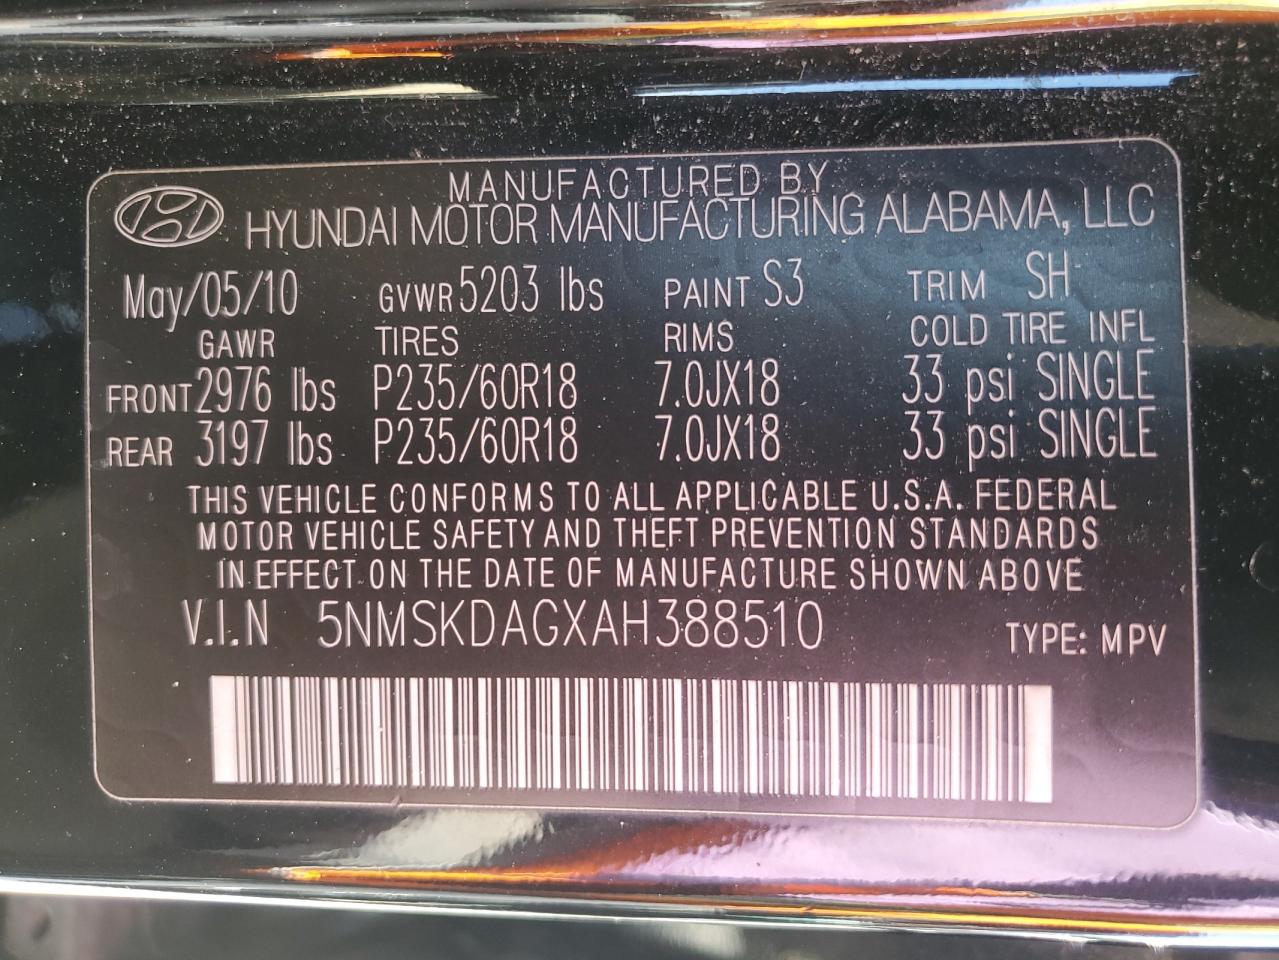 MANUFACTURED BY
HYUNDAI MOTOR MANUFACTURING ALABAMA, LLC
May/05/10 GVWR 5203 lbs PAINT S3 TRIM SH
GAWR TIRES RIMS COLD TIRE INFL
FRONT 2976 lbs P235/60R18 7.0JX18 33 psi SINGLE
REAR 3197 lbs P235/60R18 7.0JX18 33 psi SINGLE
THIS VEHICLE CONFORMS TO ALL APPLICABLE U.S.A. FEDERAL
MOTOR VEHICLE SAFETY AND THEFT PREVENTION STANDARDS
IN EFFECT ON THE DATE OF MANUFACTURE SHOWN ABOVE
V.I.N 5NMSKDAGXAH388510 TYPE: MPV